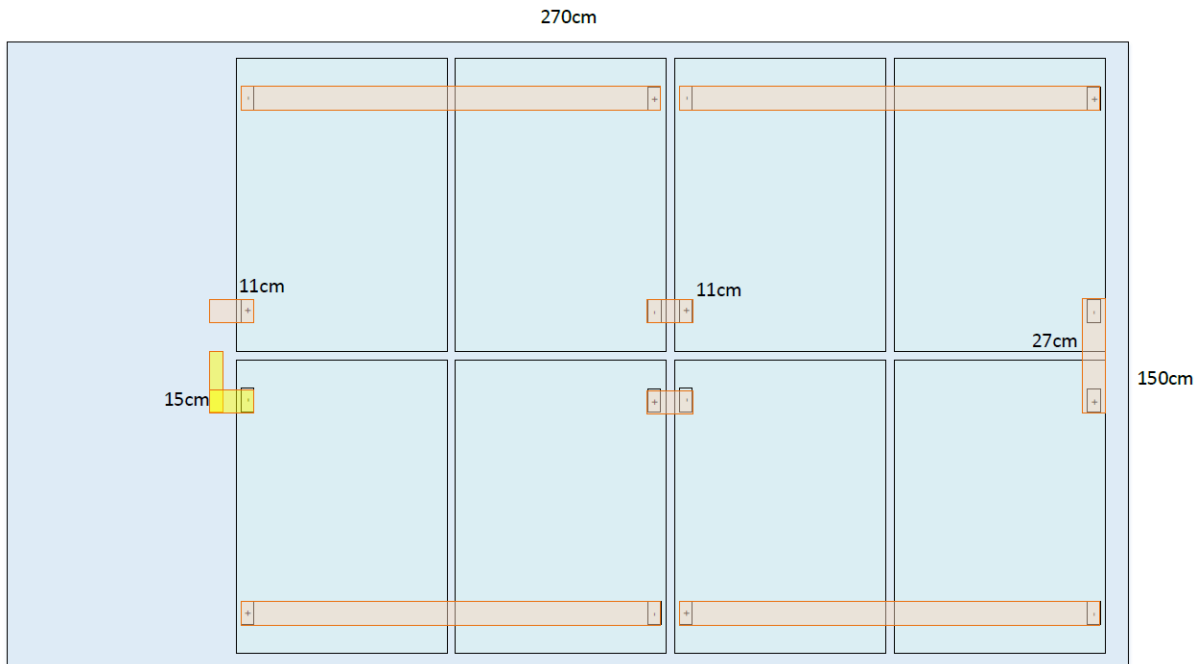 270cm
- + - +
11cm
11cm
+ - + -
27cm
150cm
15cm
- + - +
+ - + -